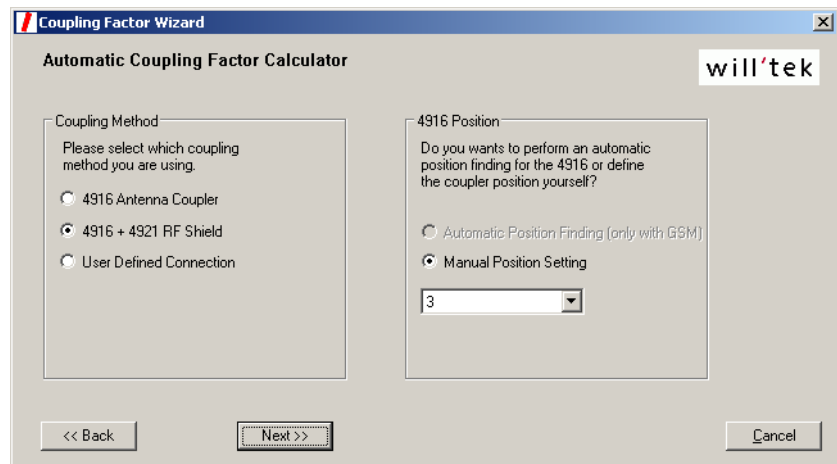 Coupling Factor Wizard
Automatic Coupling Factor Calculator
will'tek
Coupling Method
Please select which coupling
method you are using.
4916 Antenna Coupler
4916 + 4921 RF Shield
User Defined Connection
4916 Position
Do you wants to perform an automatic
position finding for the 4916 or define
the coupler position yourself?
Automatic Position Finding (only with GSM)
Manual Position Setting
3
<< Back
Next >>
Cancel